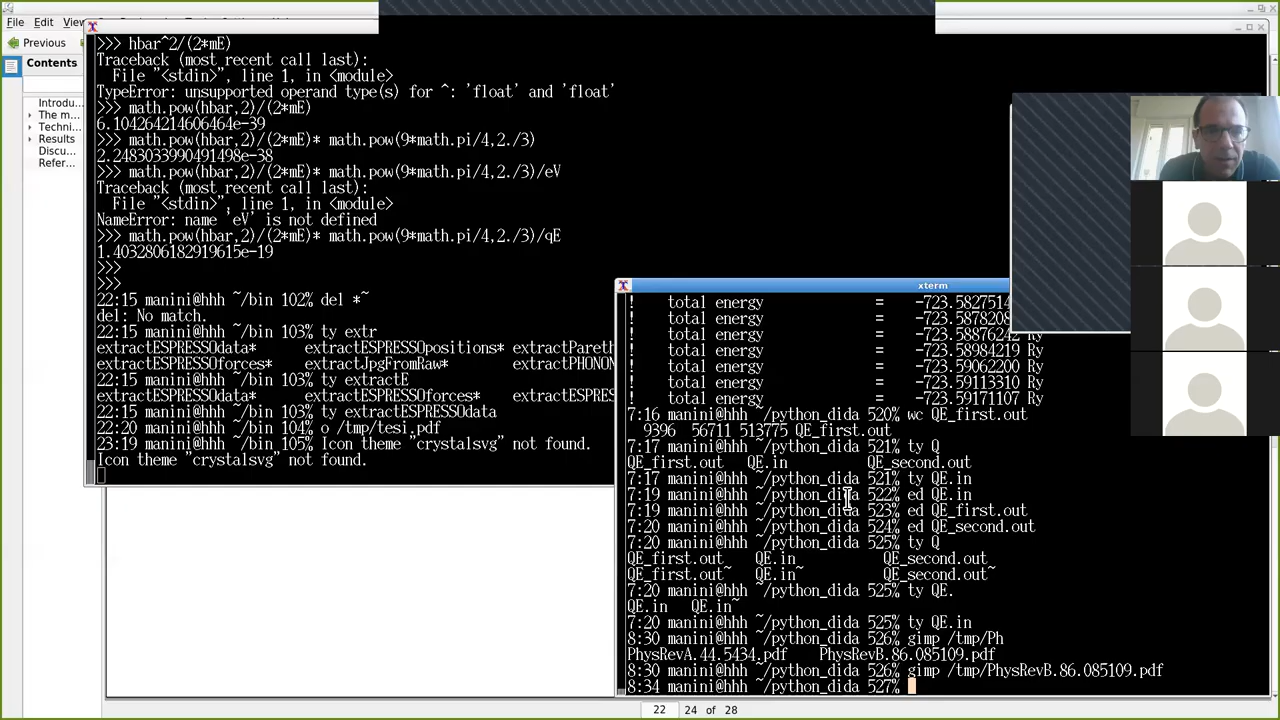 File Edit View
Previous
Contents
Introdu...
The m...
Techni...
Results
Discu...
Refer...
>>> hbar^2/(2*mE)
Traceback (most recent call last):
File "<stdin>", line 1, in <module>
TypeError: unsupported operand type(s) for ^: 'float' and 'float'
>>> math.pow(hbar,2)/(2*mE)
6.104264214606464e-39
>>> math.pow(hbar,2)/(2*mE)* math.pow(9*math.pi/4,2./3)
2.2483033990491498e-38
>>> math.pow(hbar,2)/(2*mE)* math.pow(9*math.pi/4,2./3)/eV
Traceback (most recent call last):
File "<stdin>", line 1, in <module>
NameError: name 'eV' is not defined
>>> math.pow(hbar,2)/(2*mE)* math.pow(9*math.pi/4,2./3)/qE
1.4032806182919615e-19
>>>
>>>
22:15 manini@hhh ~/bin 102% del *~
del: No match.
22:15 manini@hhh ~/bin 103% ty extr
extractESPRESSOdata* extractESPRESSOpositions* extractPareth
extractESPRESSOforces* extractJpgFromRaw* extractPHONON
22:15 manini@hhh ~/bin 103% ty extractE
extractESPRESSOdata* extractESPRESSOforces* extractESPRES
22:15 manini@hhh ~/bin 103% ty extractESPRESSOdata
22:20 manini@hhh ~/bin 104% o /tmp/tesi.pdf
23:19 manini@hhh ~/bin 105% Icon theme "crystalsvg" not found.
Icon theme "crystalsvg" not found.
xterm
! total energy = -723.5827514
! total energy = -723.5878208
! total energy = -723.58876242 Ry
! total energy = -723.58984219 Ry
! total energy = -723.59062200 Ry
! total energy = -723.59113310 Ry
! total energy = -723.59171107 Ry
7:16 manini@hhh ~/python_dida 520% wc QE_first.out
9396 56711 513775 QE_first.out
7:17 manini@hhh ~/python_dida 521% ty Q
QE_first.out QE.in QE_second.out
7:17 manini@hhh ~/python_dida 521% ty QE.in
7:19 manini@hhh ~/python_dida 522% ed QE.in
7:19 manini@hhh ~/python_dida 523% ed QE_first.out
7:20 manini@hhh ~/python_dida 524% ed QE_second.out
7:20 manini@hhh ~/python_dida 525% ty Q
QE_first.out QE.in QE_second.out
QE_first.out~ QE.in~ QE_second.out~
7:20 manini@hhh ~/python_dida 525% ty QE.
QE.in QE.in~
7:20 manini@hhh ~/python_dida 525% ty QE.in
8:30 manini@hhh ~/python_dida 526% gimp /tmp/Ph
PhysRevA.44.5434.pdf PhysRevB.86.085109.pdf
8:30 manini@hhh ~/python_dida 526% gimp /tmp/PhysRevB.86.085109.pdf
8:34 manini@hhh ~/python_dida 527%
22 24 of 28